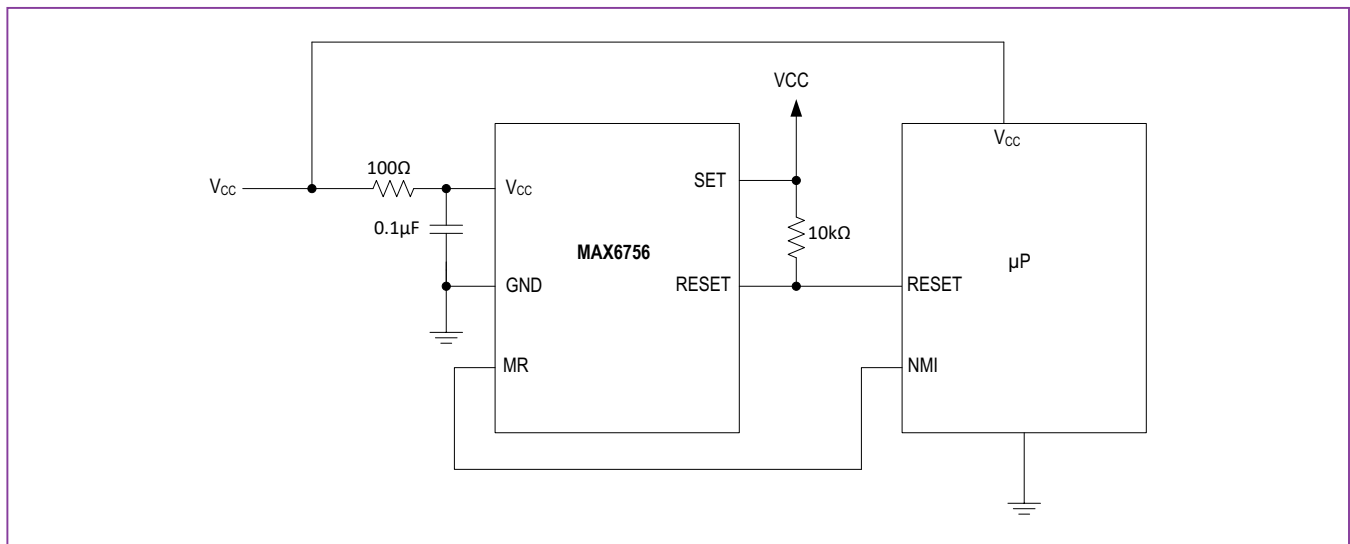 VCC
VCC
100Ω
VCC
VCC
SET
0.1µF
10kΩ
MAX6756
µP
GND
RESET
RESET
MR
NMI